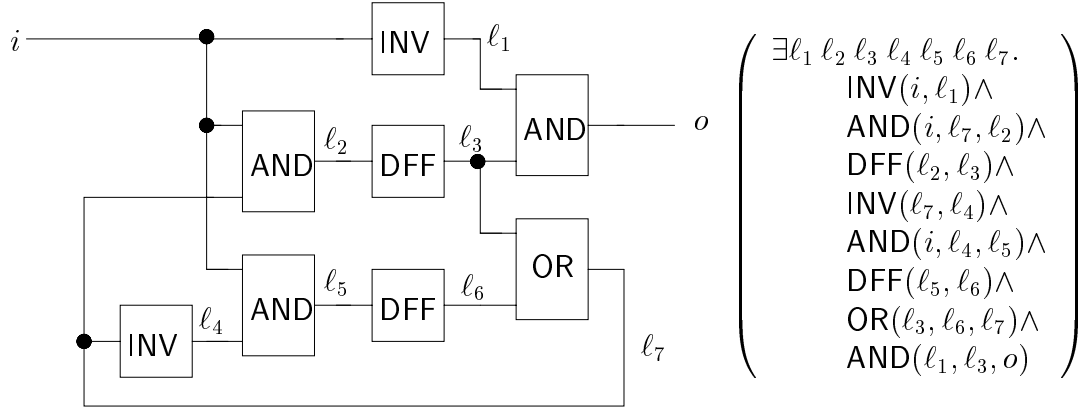 i
INV
ℓ₁
AND
o
AND
ℓ₂
DFF
ℓ₃
AND
ℓ₅
DFF
ℓ₆
OR
INV
ℓ₄
ℓ₇
∃ℓ₁ ℓ₂ ℓ₃ ℓ₄ ℓ₅ ℓ₆ ℓ₇.
INV(i, ℓ₁)∧
AND(i, ℓ₇, ℓ₂)∧
DFF(ℓ₂, ℓ₃)∧
INV(ℓ₇, ℓ₄)∧
AND(i, ℓ₄, ℓ₅)∧
DFF(ℓ₅, ℓ₆)∧
OR(ℓ₃, ℓ₆, ℓ₇)∧
AND(ℓ₁, ℓ₃, o)